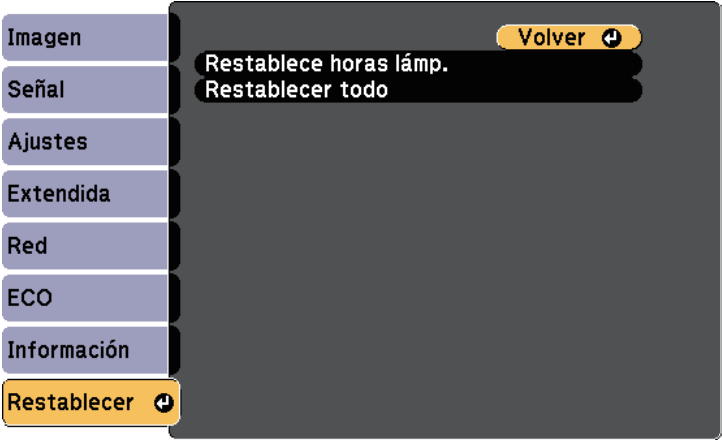 Imagen
Señal
Ajustes
Extendida
Red
ECO
Información
Restablecer
Volver
Restablece horas lámp.
Restablecer todo